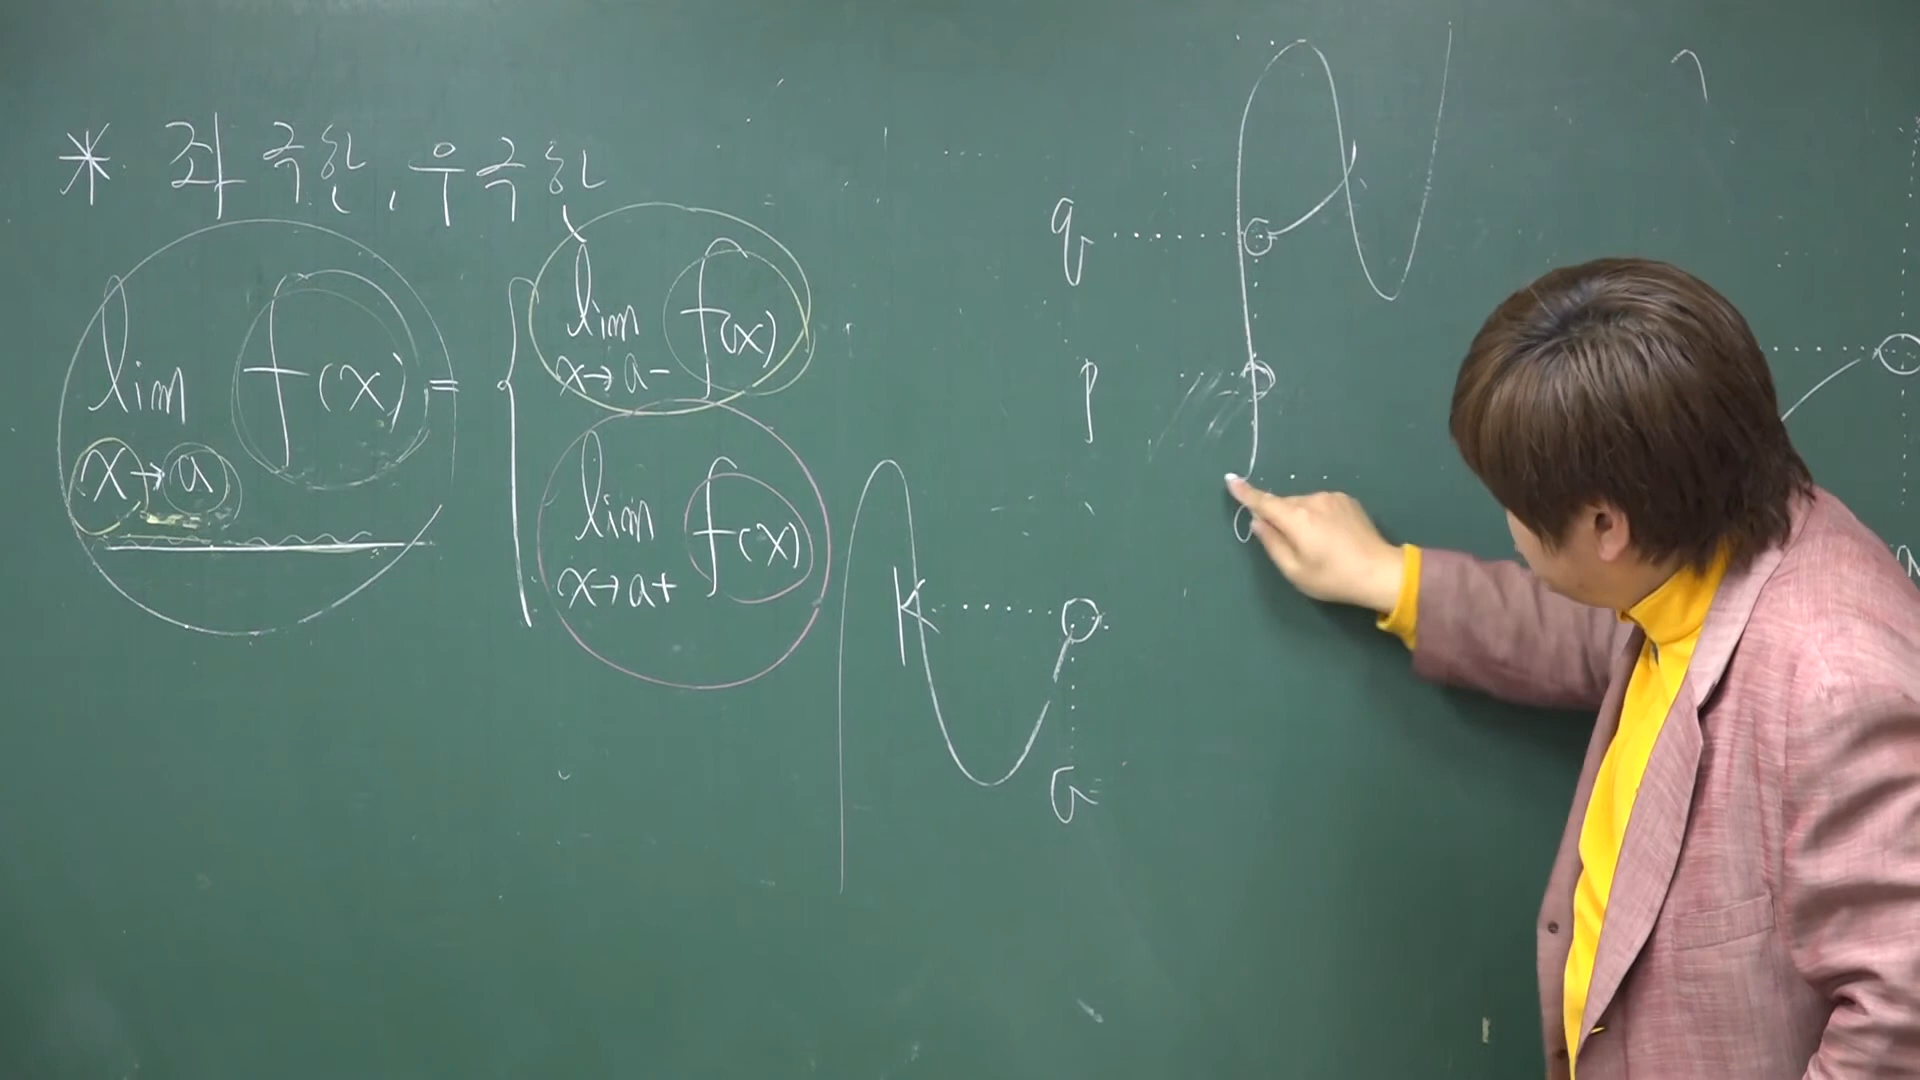 * 좌극한, 우극한
lim f(x) =
x→a
lim f(x)
x→a-
lim f(x)
x→a+
q
p
K